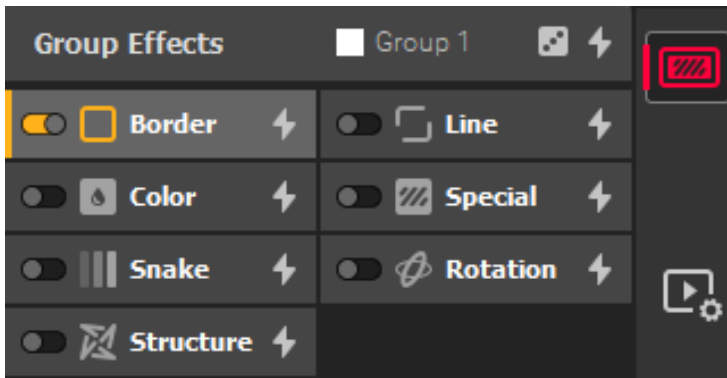 Group Effects Group 1
Border Line
Color Special
Snake Rotation
Structure